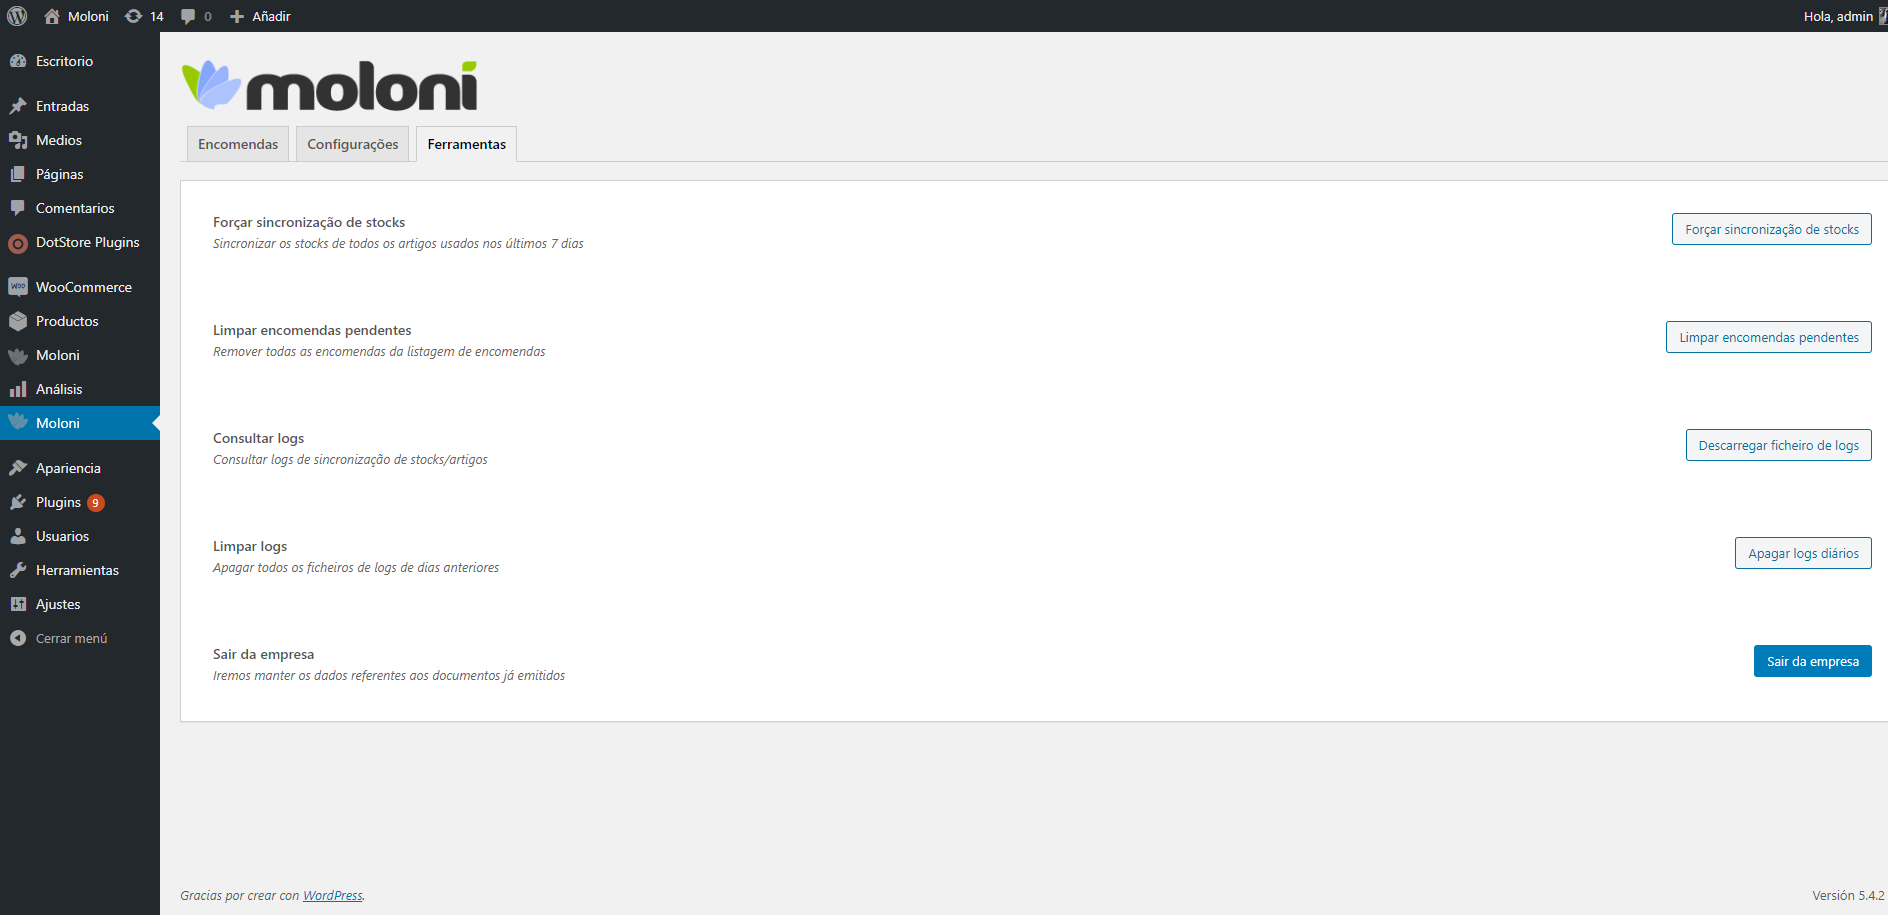 Moloni
14
0
Añadir
Hola, admin
Escritorio
Entradas
Medios
Páginas
Comentarios
DotStore Plugins
WooCommerce
Productos
Moloni
Análisis
Moloni
Apariencia
Plugins 9
Usuarios
Herramientas
Ajustes
Cerrar menú
moloni
Encomendas
Configurações
Ferramentas
Forçar sincronização de stocks
Sincronizar os stocks de todos os artigos usados nos últimos 7 dias
Forçar sincronização de stocks
Limpar encomendas pendentes
Remover todas as encomendas da listagem de encomendas
Limpar encomendas pendentes
Consultar logs
Consultar logs de sincronização de stocks/artigos
Descarregar ficheiro de logs
Limpar logs
Apagar todos os ficheiros de logs de dias anteriores
Apagar logs diários
Sair da empresa
Iremos manter os dados referentes aos documentos já emitidos
Sair da empresa
Gracias por crear con WordPress.
Versión 5.4.2